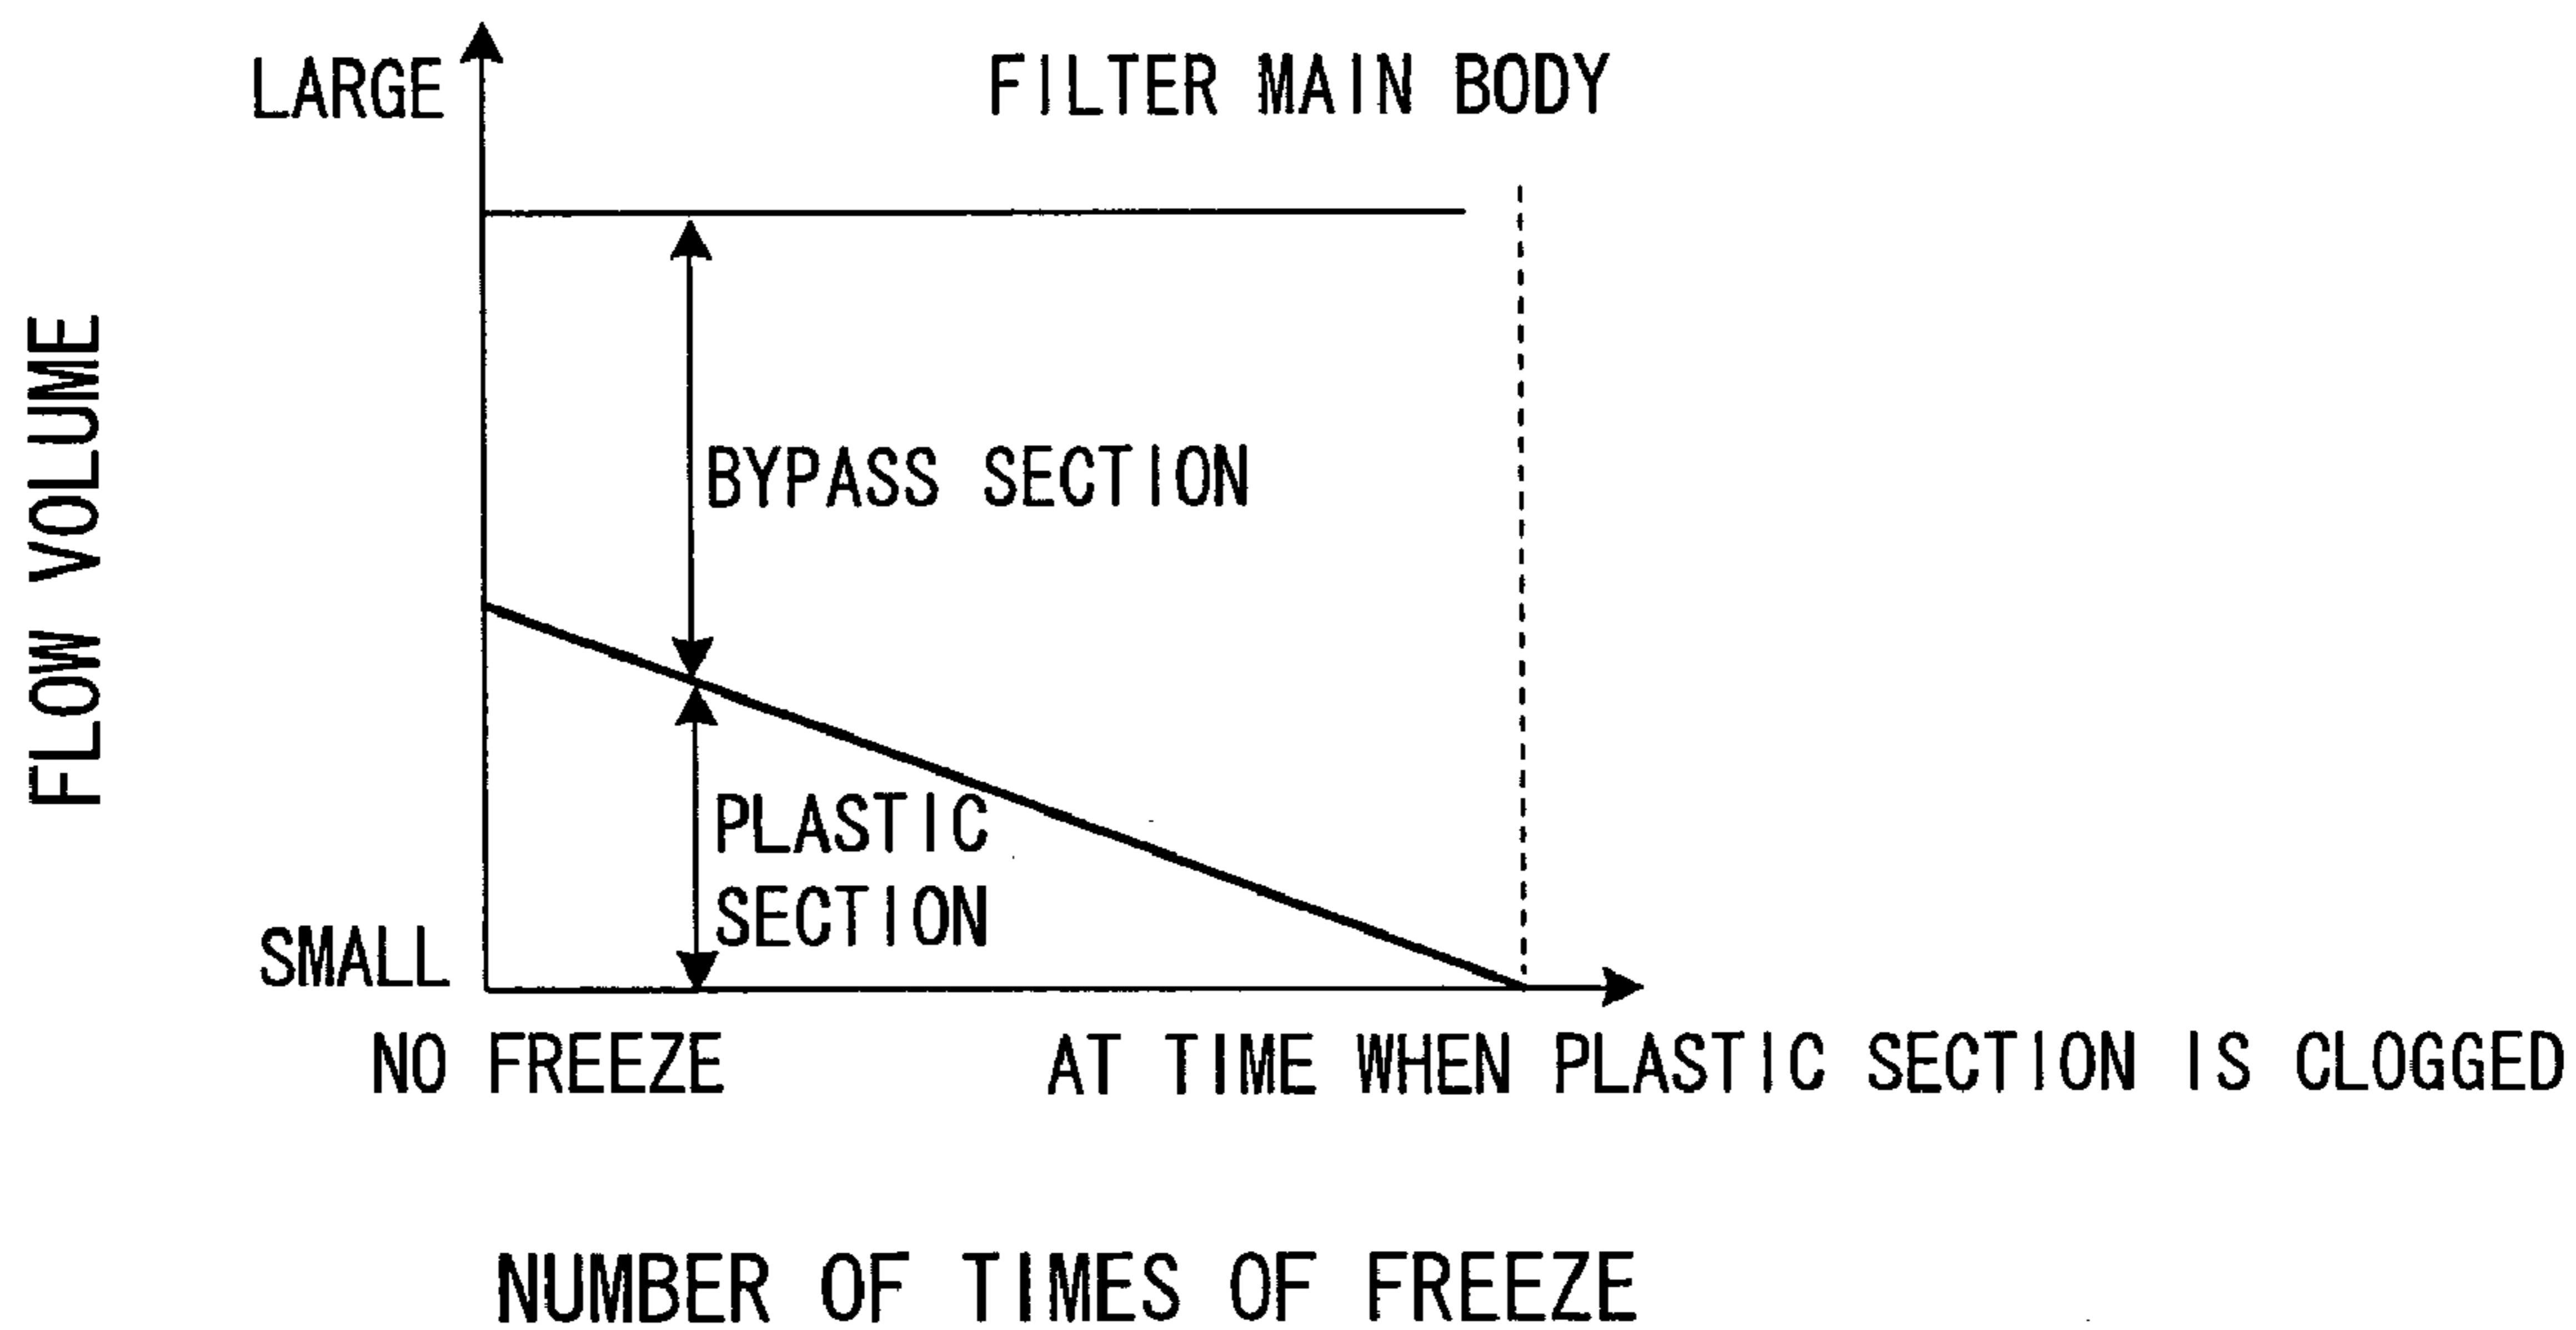 LARGE
FILTER MAIN BODY
FLOW VOLUME
BYPASS SECTION
PLASTIC
SECTION
SMALL
NO FREEZE
AT TIME WHEN PLASTIC SECTION IS CLOGGED
NUMBER OF TIMES OF FREEZE